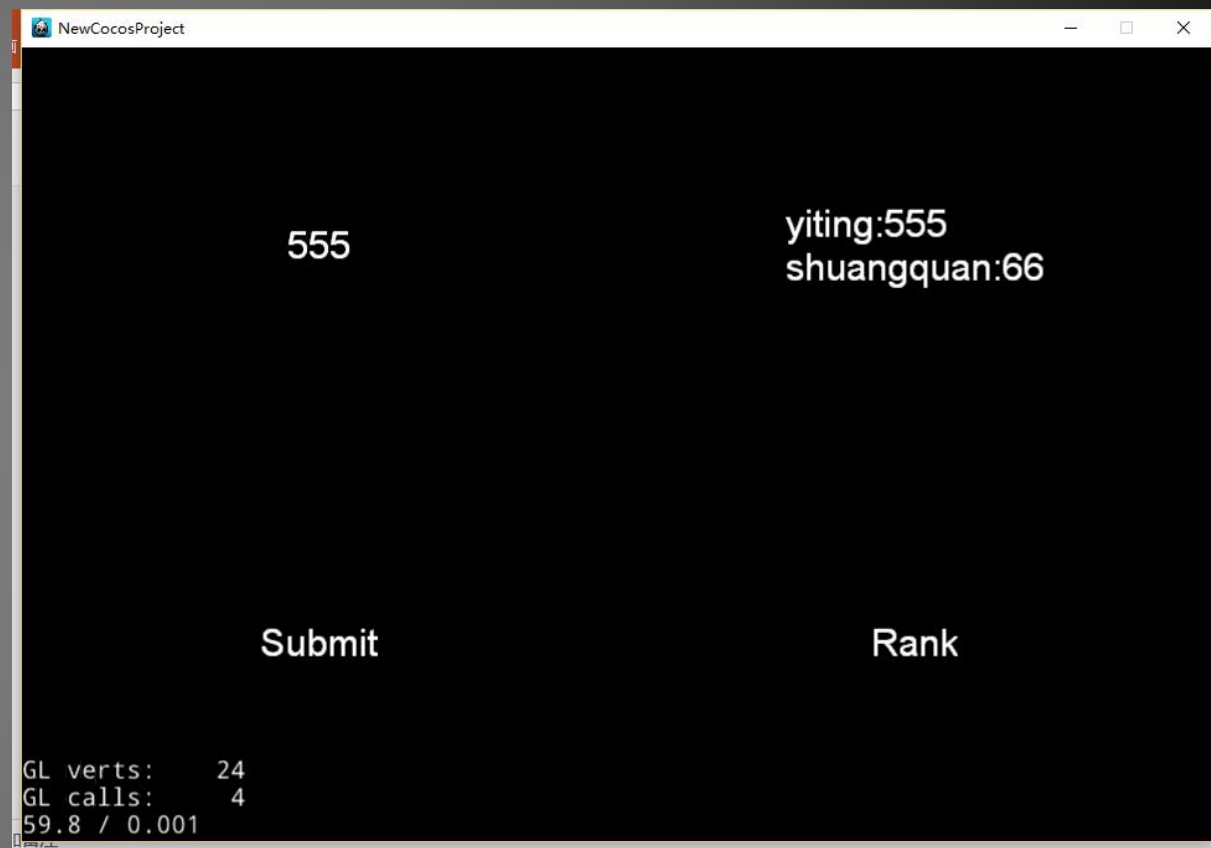 NewCocosProject
555
yiting:555
shuangquan:66
Submit
Rank
GL verts: 24
GL calls: 4
59.8 / 0.001